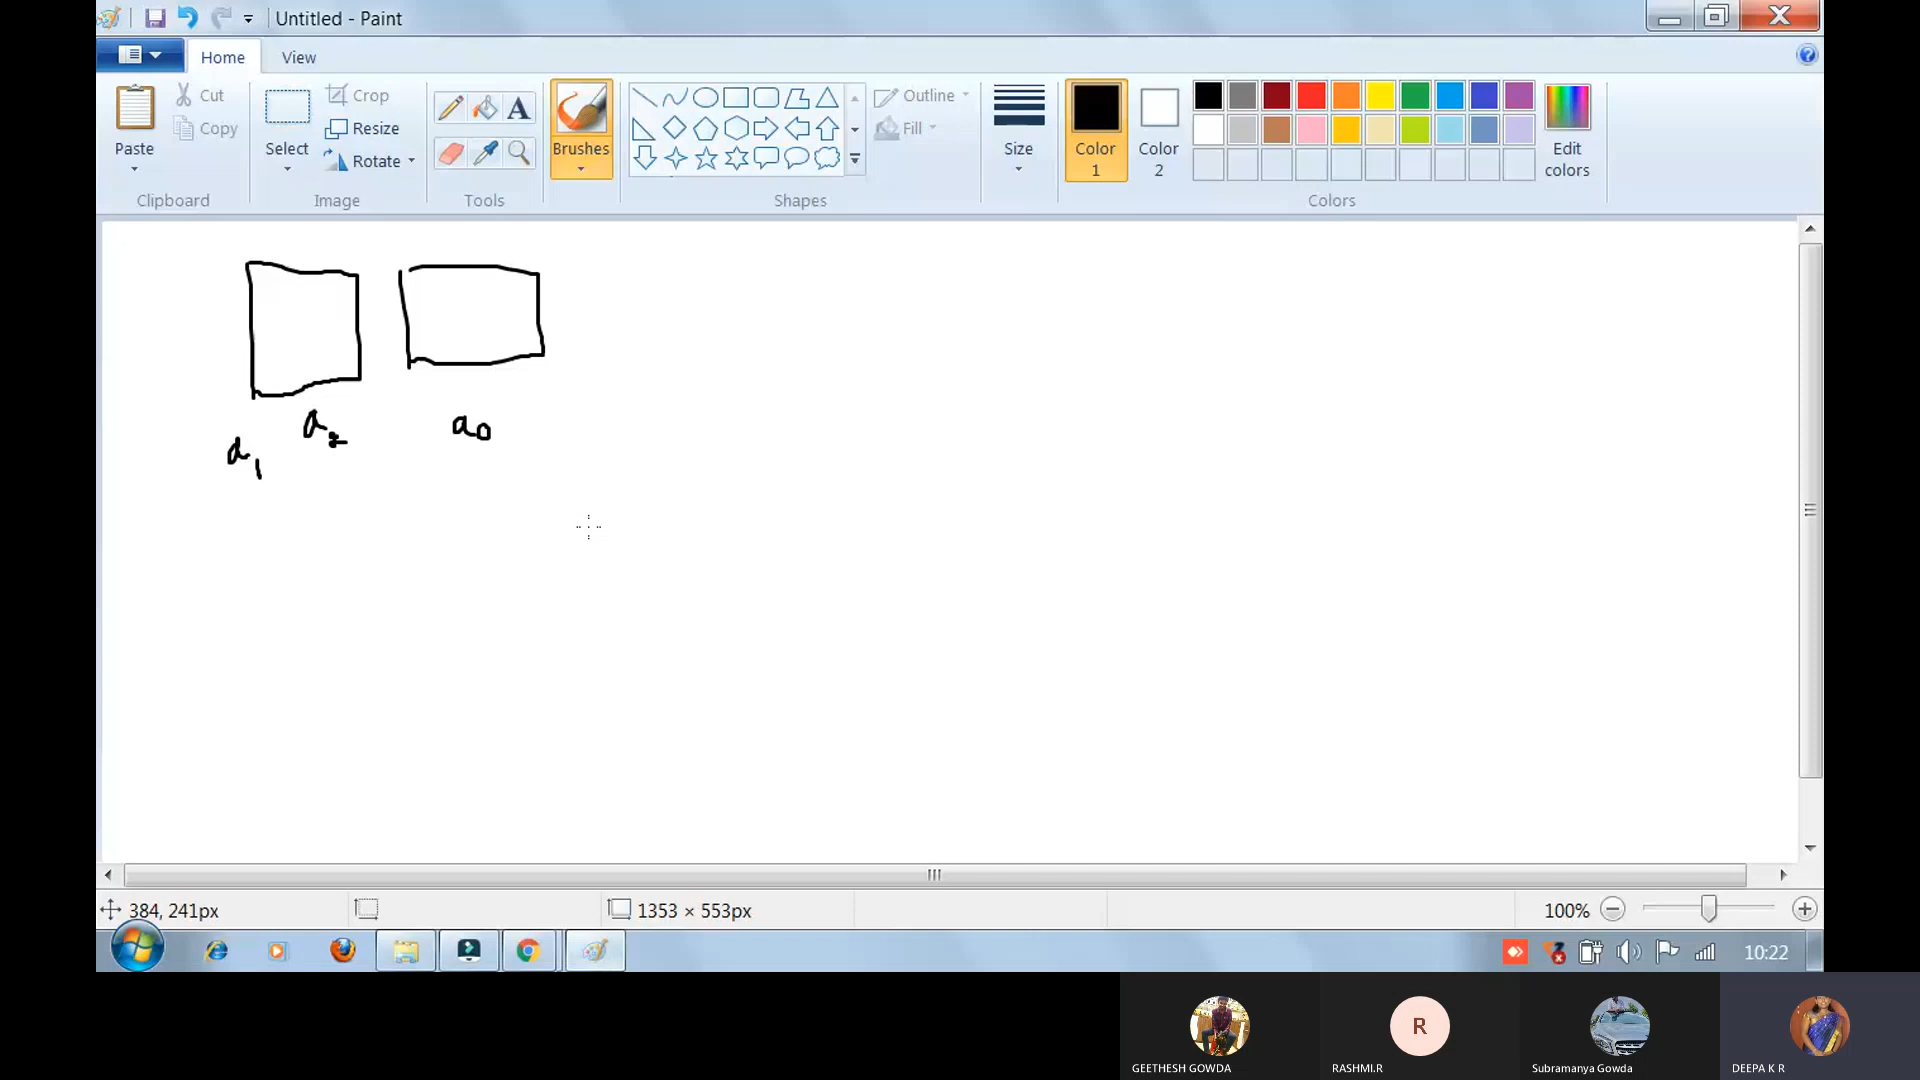 Untitled - Paint
Home View
Paste
Cut
Copy
Clipboard
Select
Crop
Resize
Rotate
Image
A
Tools
Brushes
Outline
Fill
Shapes
Size
Color 1
Color 2
Edit colors
Colors
a2
a0
a1
384, 241px
1353 × 553px
100%
10:22
R
GEETHESH GOWDA
RASHMI.R
Subramanya Gowda
DEEPA K R